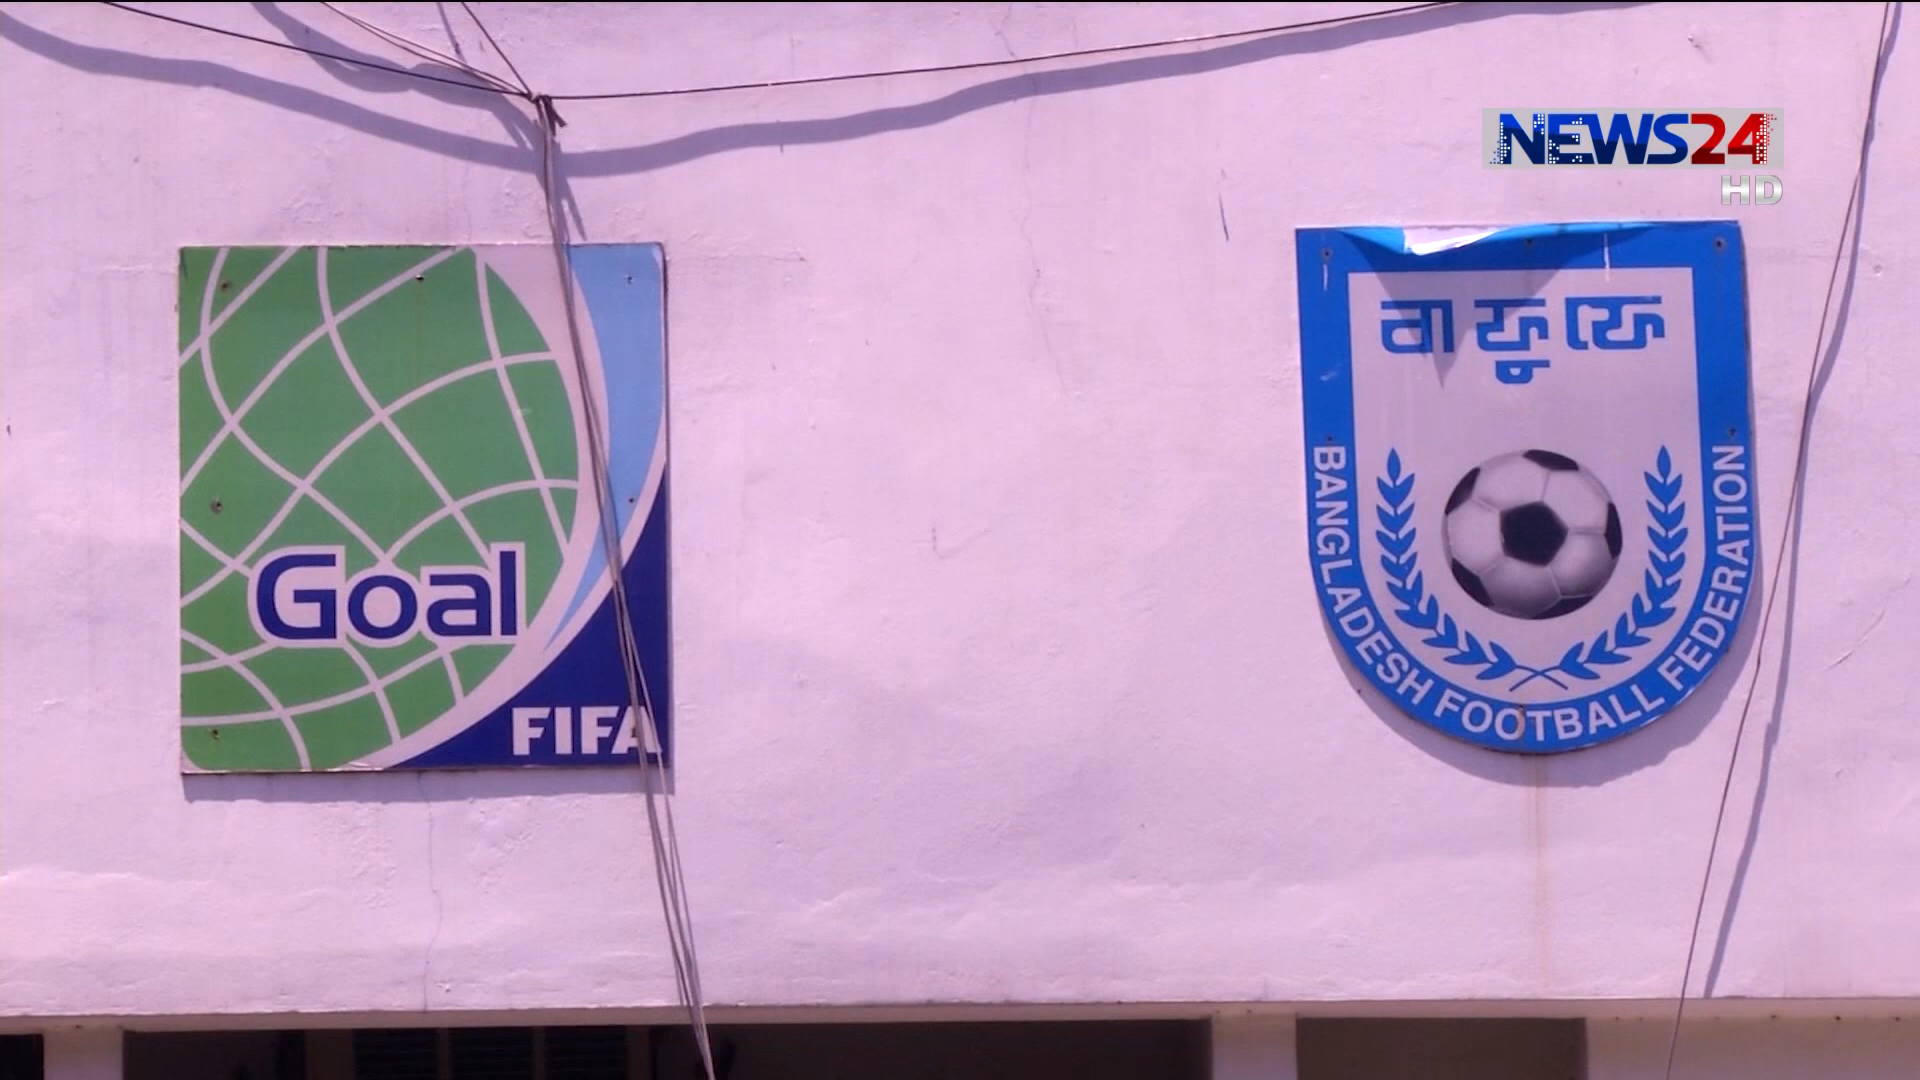 NEWS24
HD
Goal
FIFA
বাফুফে
BANGLADESH FOOTBALL FEDERATION